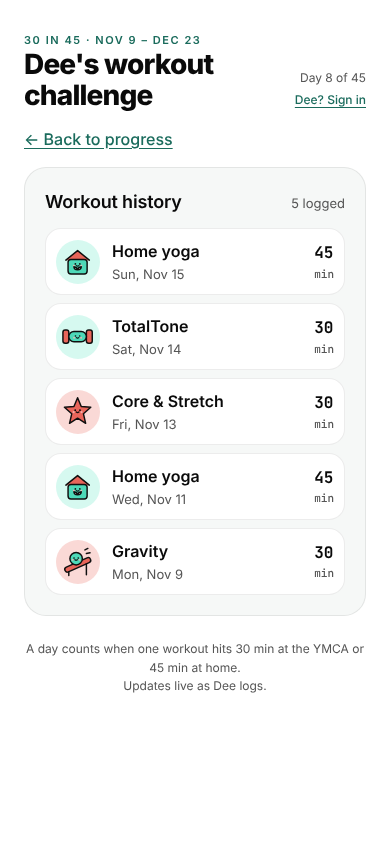 30 IN 45 · NOV 9 – DEC 23
Dee's workout
challenge
Day 8 of 45
Dee? Sign in
← Back to progress
Workout history
5 logged
Home yoga
45
Sun, Nov 15
min
TotalTone
30
Sat, Nov 14
min
Core & Stretch
30
Fri, Nov 13
min
Home yoga
45
Wed, Nov 11
min
Gravity
30
Mon, Nov 9
min
A day counts when one workout hits 30 min at the YMCA or
45 min at home.
Updates live as Dee logs.